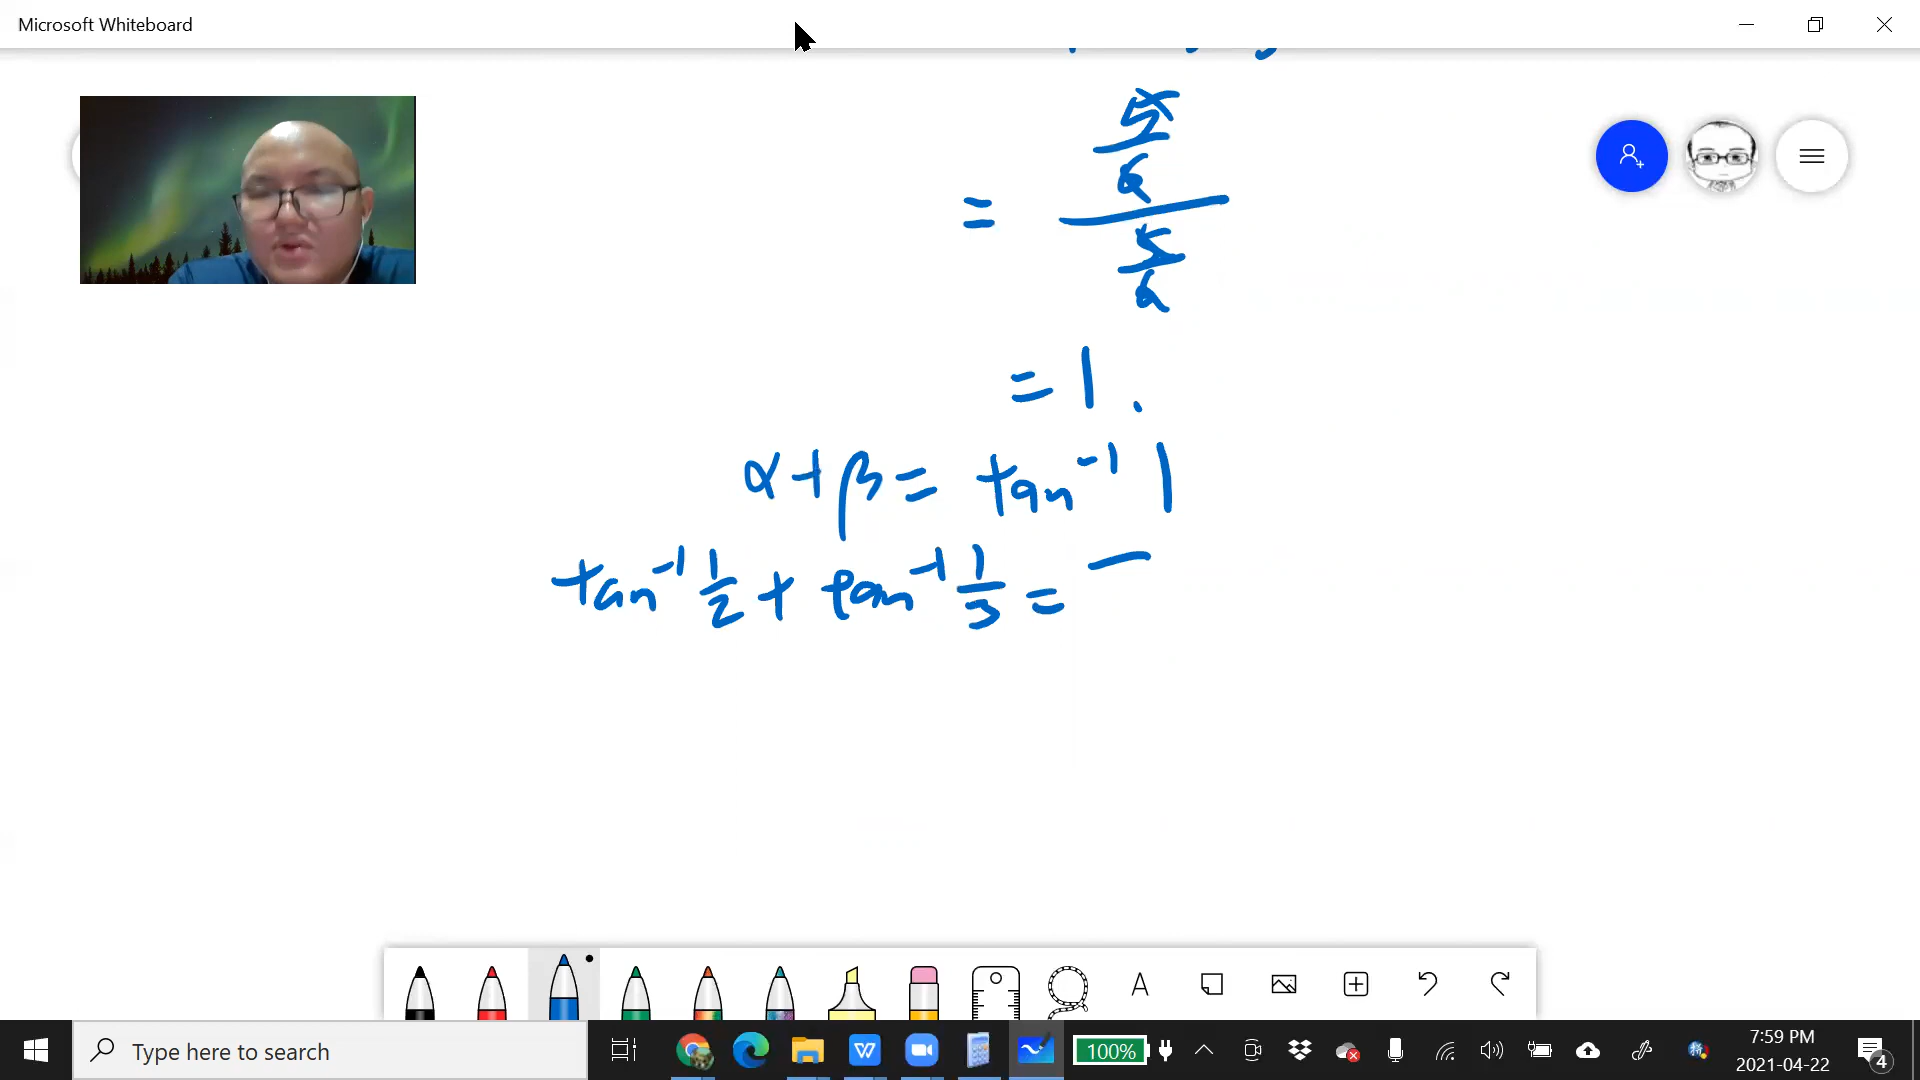 Microsoft Whiteboard
= 5/6 / 5/6
= 1 .
α + β = tan⁻¹ 1
tan⁻¹ 1/2 + tan⁻¹ 1/3 =
A
Type here to search
100%
7:59 PM
2021-04-22
4